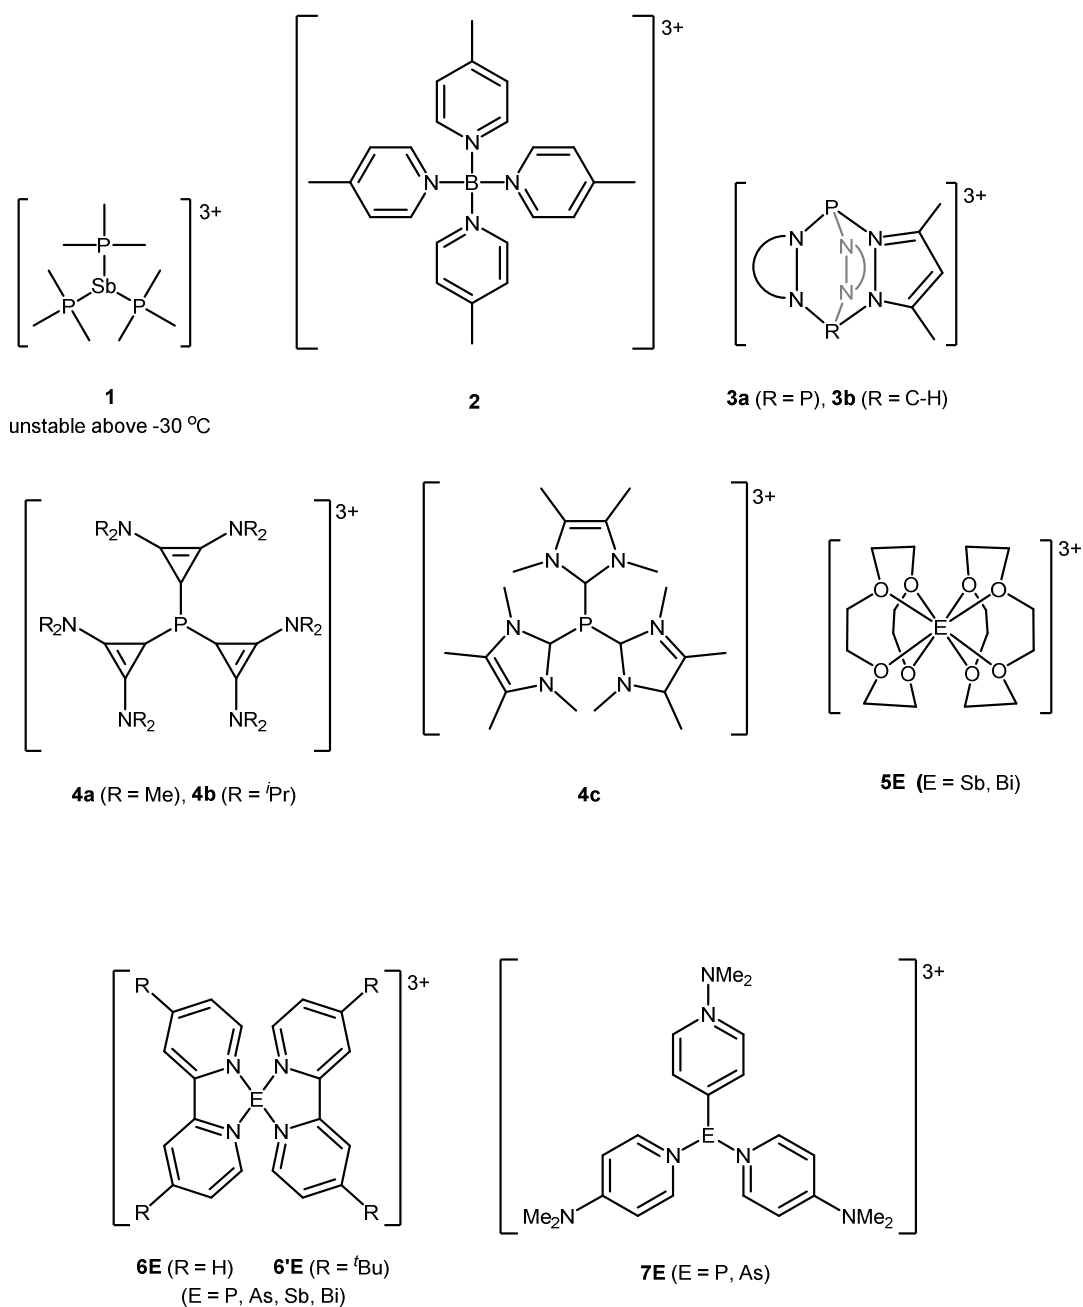 3+
P
Sb
P P
1
unstable above -30 °C
3+
N
N B N
N
2
3+
P
N N N
N N N
R
3a (R = P), 3b (R = C-H)
3+
R2N NR2
R2N P NR2
NR2 NR2
4a (R = Me), 4b (R = iPr)
3+
N N
N P N
N N
4c
3+
O O O O
E
O O O O
5E (E = Sb, Bi)
3+
R R
N N
E
N N
R R
6E (R = H) 6'E (R = tBu)
(E = P, As, Sb, Bi)
3+
NMe2
N
E
N N
Me2N NMe2
7E (E = P, As)